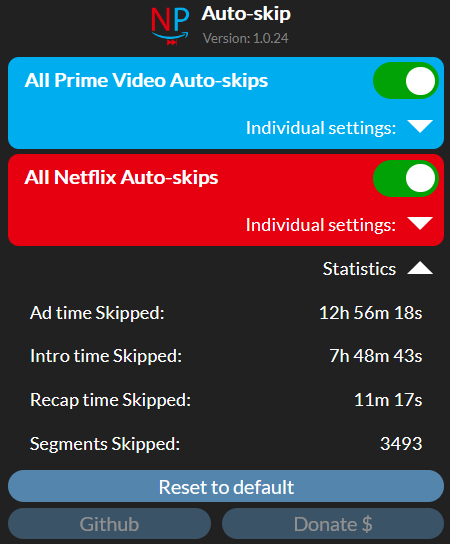 NP
Auto-skip
Version: 1.0.24
All Prime Video Auto-skips
Individual settings:
All Netflix Auto-skips
Individual settings:
Statistics
Ad time Skipped: 12h 56m 18s
Intro time Skipped: 7h 48m 43s
Recap time Skipped: 11m 17s
Segments Skipped: 3493
Reset to default
Github Donate $